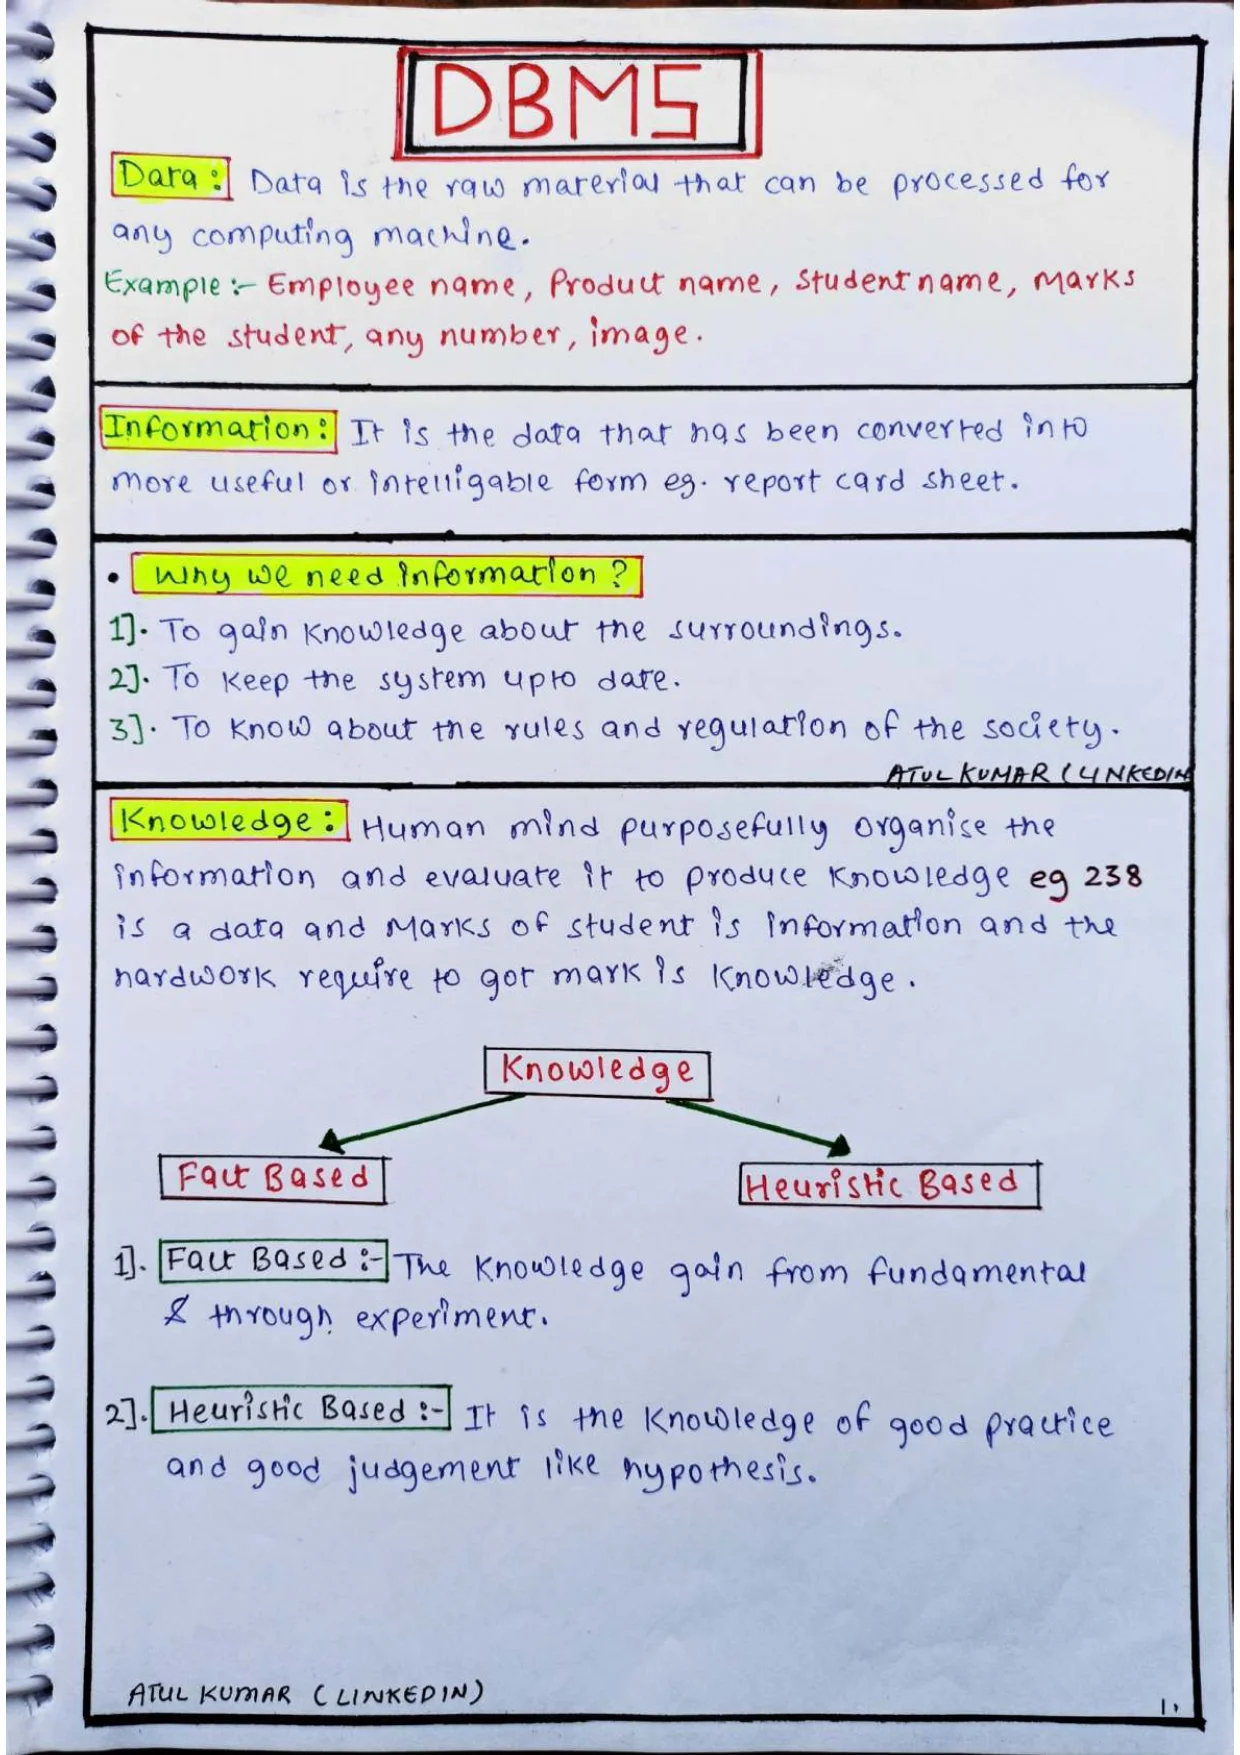 DBMS
Data : Data is the raw material that can be processed for
any computing machine.
Example :- Employee name, Product name, Student name, Marks
of the student, any number, image.
Information : It is the data that has been converted into
more useful or intelligable form eg. report card sheet.
• Why we need information ?
1]. To gain knowledge about the surroundings.
2]. To keep the system upto date.
3]. To know about the rules and regulation of the society.
ATUL KUMAR (LINKEDIN
Knowledge : Human mind purposefully organise the
information and evaluate it to produce knowledge eg 238
is a data and marks of student is information and the
hardwork require to got mark is knowledge.
Knowledge
Fact Based
Heuristic Based
1]. Fact Based :- The knowledge gain from fundamental
& through experiment.
2]. Heuristic Based :- It is the knowledge of good practice
and good judgement like hypothesis.
ATUL KUMAR (LINKEDIN)
1.